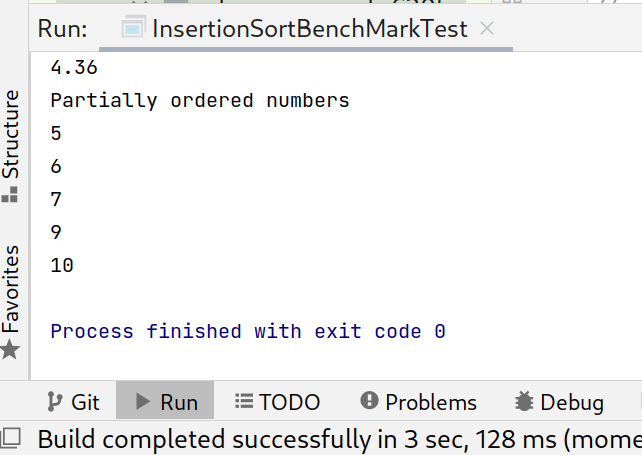 Run: InsertionSortBenchMarkTest
4.36
Partially ordered numbers
5
6
7
9
10
Process finished with exit code 0
Structure
Favorites
Git Run TODO Problems Debug
Build completed successfully in 3 sec, 128 ms (mome